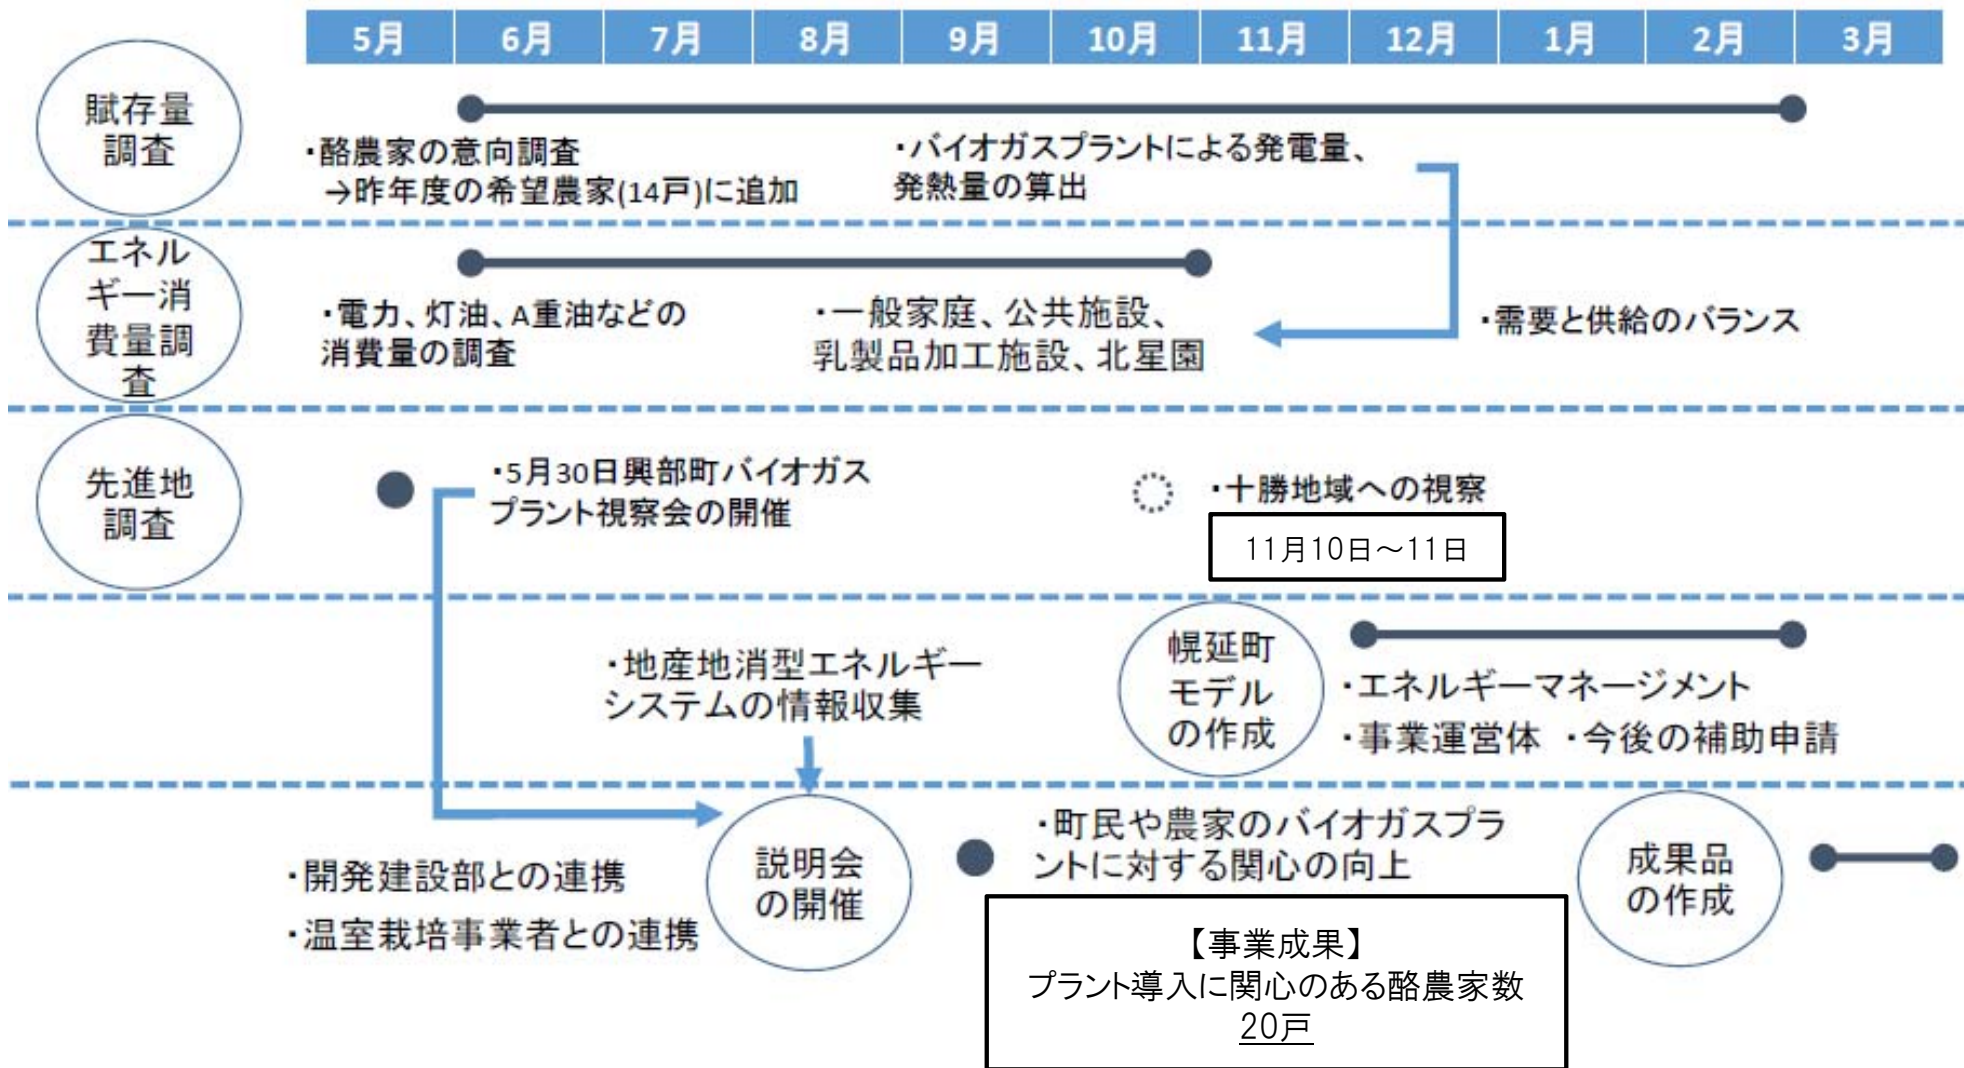 5月 6月 7月 8月 9月 10月 11月 12月 1月 2月 3月
賦存量
調査
・酪農家の意向調査
→昨年度の希望農家(14戸)に追加
・バイオガスプラントによる発電量、
発熱量の算出
エネル
ギー消
費量調
査
・電力、灯油、A重油などの
消費量の調査
・一般家庭、公共施設、
乳製品加工施設、北星園
・需要と供給のバランス
先進地
調査
・5月30日興部町バイオガス
プラント視察会の開催
・十勝地域への視察
11月10日～11日
・地産地消型エネルギー
システムの情報収集
幌延町
モデル
の作成
・エネルギーマネージメント
・事業運営体 ・今後の補助申請
・開発建設部との連携
・温室栽培事業者との連携
説明会
の開催
・町民や農家のバイオガスプラ
ントに対する関心の向上
【事業成果】
プラント導入に関心のある酪農家数
20戸
成果品
の作成